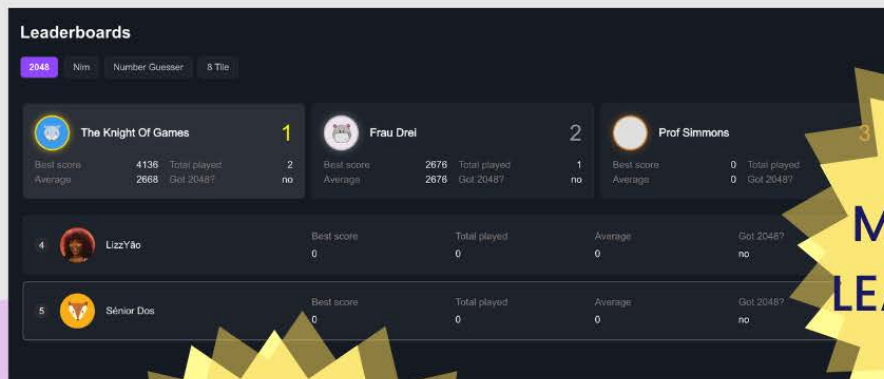 Leaderboards
2048 Nim Number Guesser 8 Tile
The Knight Of Games 1
Best score 4136 Total played 2
Average 2668 Got 2048? no
Frau Drei 2
Best score 2676 Total played 1
Average 2676 Got 2048? no
Prof Simmons 3
Best score 0 Total played
Average 0 Got 2048?
4 LizzYão Best score Total played Average Got 2048?
0 0 0 no
5 Sénior Dos Best score Total played Average Got 2048?
0 0 0 no
M
LEA